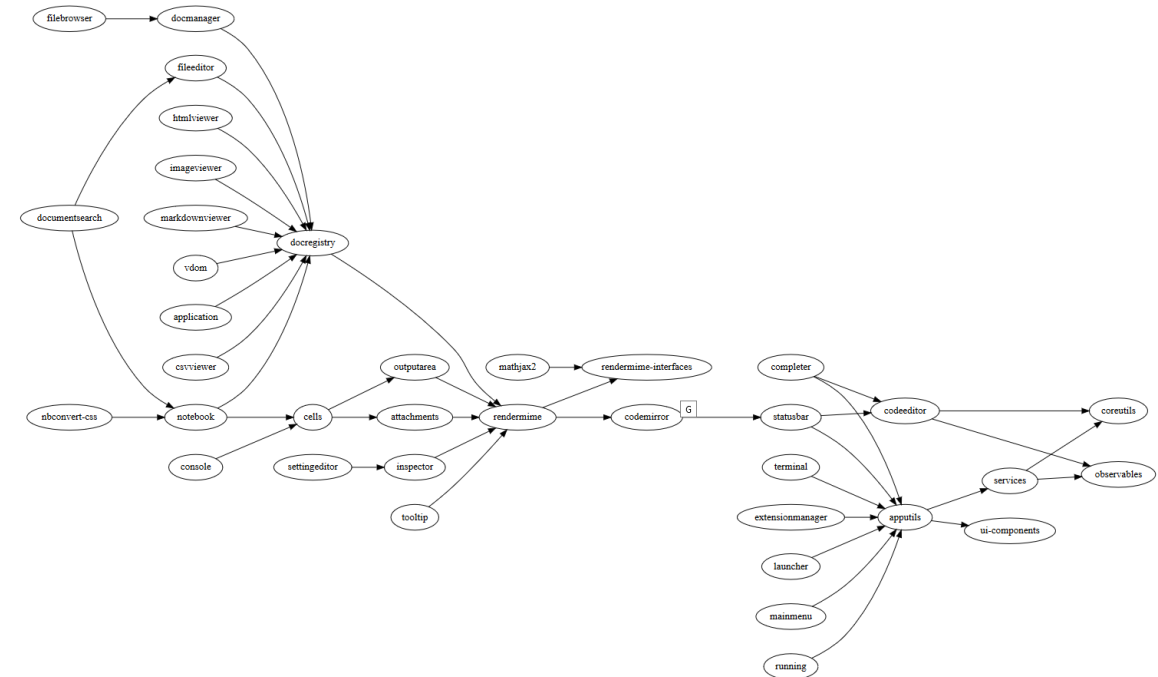 filebrowser
docmanager
fileeditor
htmlviewer
imageviewer
documentsearch
markdownviewer
docregistry
vdom
application
csvviewer
outputarea
mathjax2
rendermime-interfaces
completer
nbconvert-css
notebook
cells
attachments
rendermime
codemirror
G
statusbar
codeeditor
coreutils
console
settingeditor
inspector
terminal
services
observables
tooltip
extensionmanager
apputils
ui-components
launcher
mainmenu
running